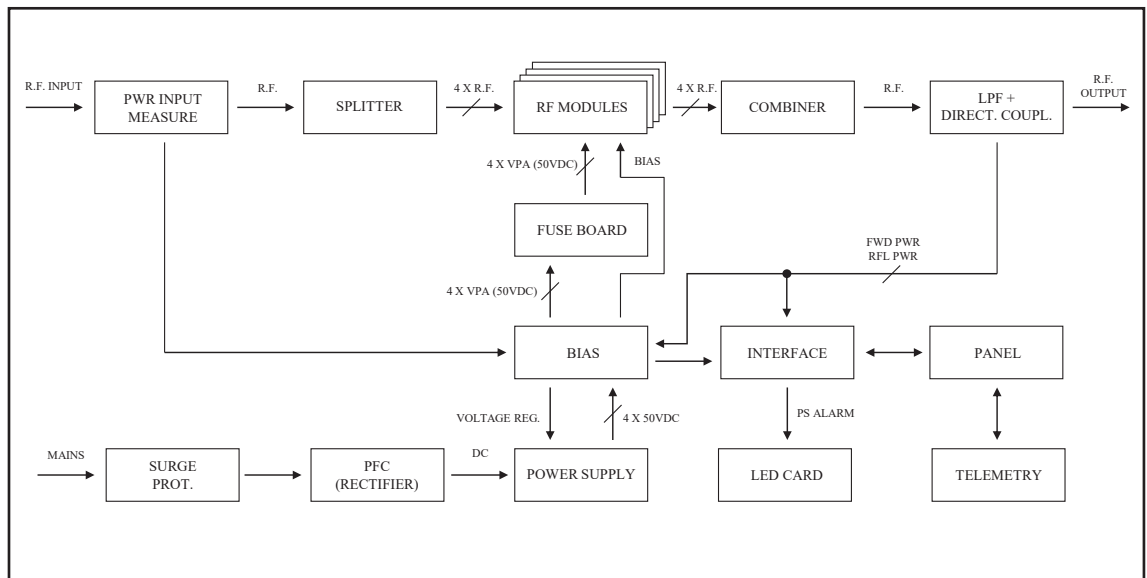 R.F. INPUT
PWR INPUT
MEASURE
R.F.
SPLITTER
4 X R.F.
RF MODULES
4 X R.F.
COMBINER
R.F.
LPF +
DIRECT. COUPL.
R.F.
OUTPUT
4 X VPA (50VDC)
BIAS
FUSE BOARD
FWD PWR
RFL PWR
4 X VPA (50VDC)
BIAS
INTERFACE
PANEL
VOLTAGE REG.
4 X 50VDC
PS ALARM
MAINS
SURGE
PROT.
PFC
(RECTIFIER)
DC
POWER SUPPLY
LED CARD
TELEMETRY